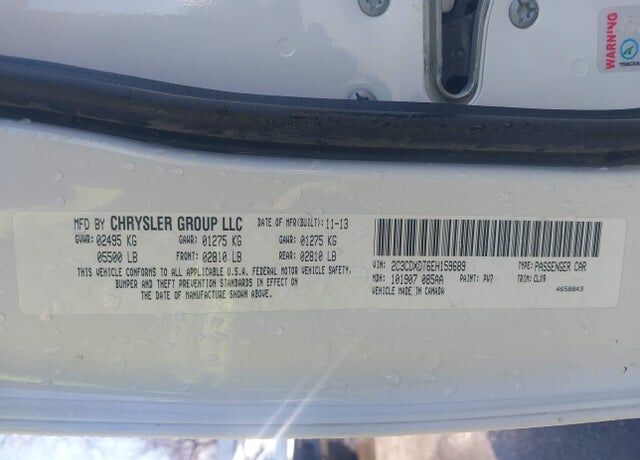 WARNING
TRACEA
MFD BY CHRYSLER GROUP LLC DATE OF MFR(BUILT): 11-13
GVWR: 02495 KG GAWR: 01275 KG GAWR: 01275 KG
05500 LB FRONT: 02810 LB REAR: 02810 LB
THIS VEHICLE CONFORMS TO ALL APPLICABLE U.S.A. FEDERAL MOTOR VEHICLE SAFETY,
BUMPER AND THEFT PREVENTION STANDARDS IN EFFECT ON
THE DATE OF MANUFACTURE SHOWN ABOVE.
VIN: 2C3CDXDT6EH159689 TYPE: PASSENGER CAR
MDH: 101907 085AA PAINT: PW7 TRIM: CLX9
VEHICLE MADE IN CANADA 4658843